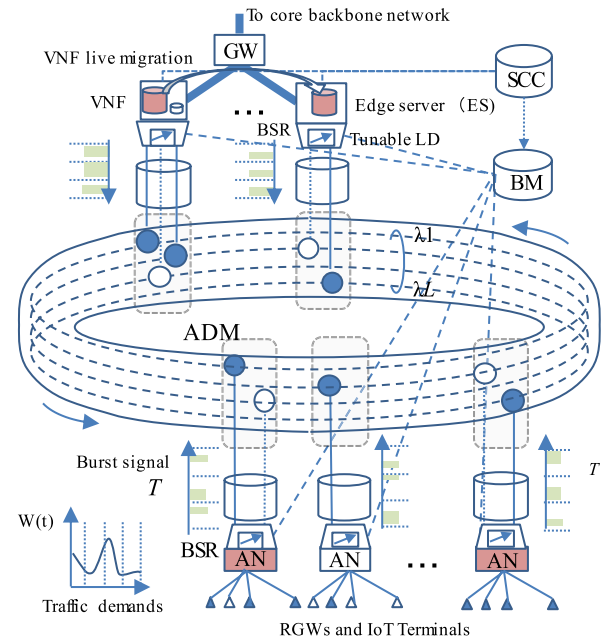 To core backbone network
GW
VNF live migration
SCC
VNF
Edge server (ES)
...
BSR
Tunable LD
BM
λ1
λL
ADM
Burst signal
T
T
W(t)
BSR
AN
AN
...
AN
Traffic demands
RGWs and IoT Terminals